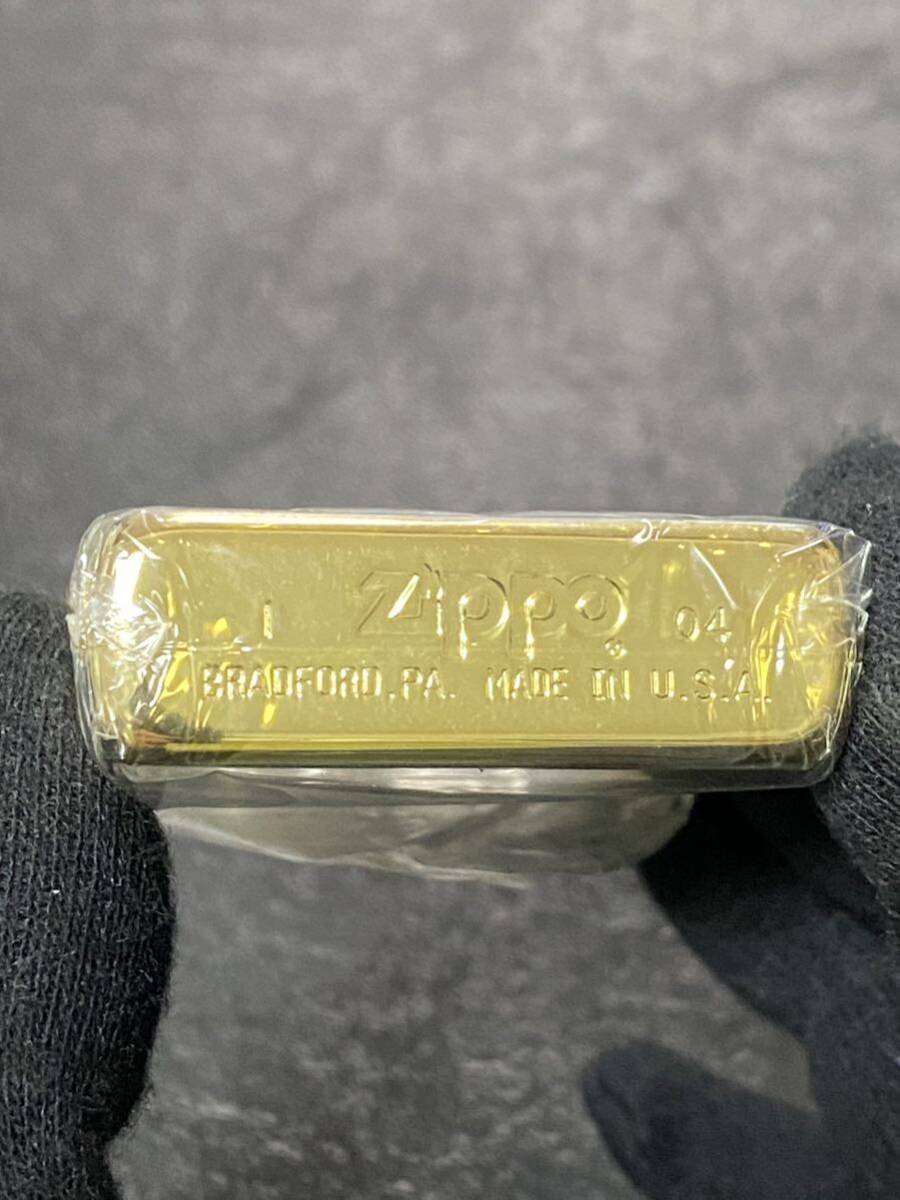 I Zippo® 04
BRADFORD, PA. MADE IN U.S.A.